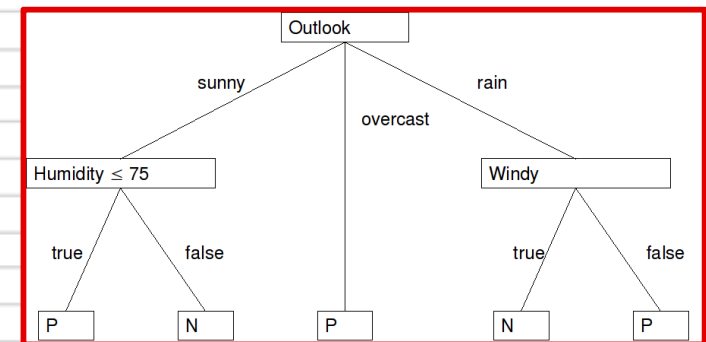 Outlook
sunny
rain
overcast
Humidity ≤ 75
Windy
true
false
true
false
P
N
P
N
P